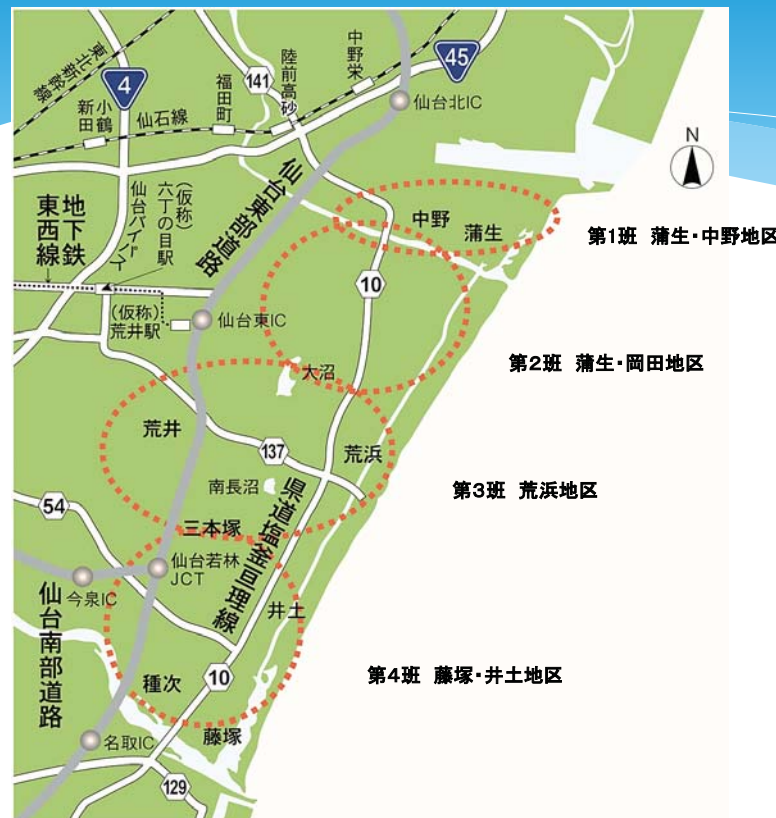 東北新幹線
4
小鶴
新田
仙石線
福田町
141
陸前高砂
中野栄
45
仙台北IC
N
地下鉄
東西線
(仮称)
六丁の目駅
仙台バイパス
仙台東部道路
中野
蒲生
第1班 蒲生・中野地区
10
(仮称)
荒井駅
仙台東IC
大沼
第2班 蒲生・岡田地区
荒井
137
荒浜
南長沼
第3班 荒浜地区
54
三本塚
県道塩釜亘理線
仙台若林
JCT
今泉IC
井土
仙台南部道路
種次
10
第4班 藤塚・井土地区
藤塚
名取IC
129